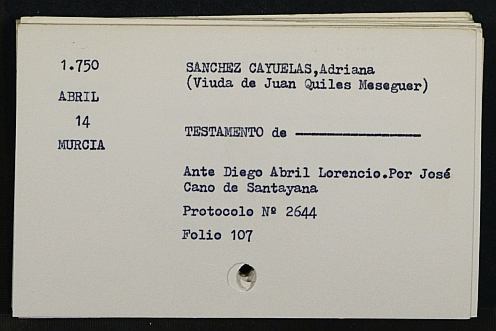 1.750
ABRIL
14
MURCIA
SANCHEZ CAYUELAS,Adriana
(Viuda de Juan Quiles Meseguer)
TESTAMENTO de ———
Ante Diego Abril Lorencio.Por José
Cano de Santayana
Protocolo Nº 2644
Folio 107